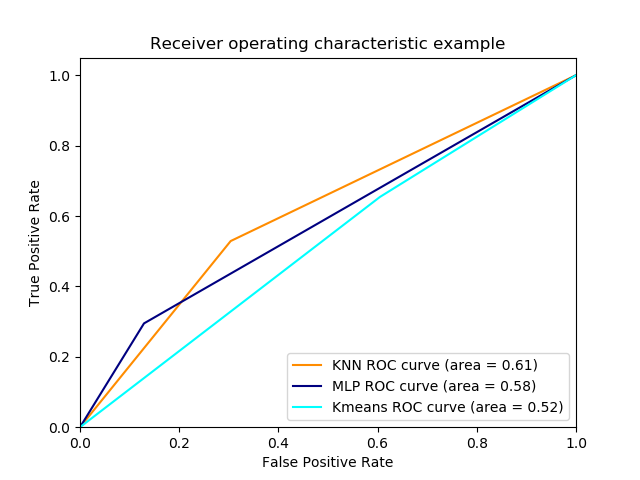 Receiver operating characteristic example
True Positive Rate
1.0
0.8
0.6
0.4
0.2
0.0
KNN ROC curve (area = 0.61)
MLP ROC curve (area = 0.58)
Kmeans ROC curve (area = 0.52)
0.0 0.2 0.4 0.6 0.8 1.0
False Positive Rate